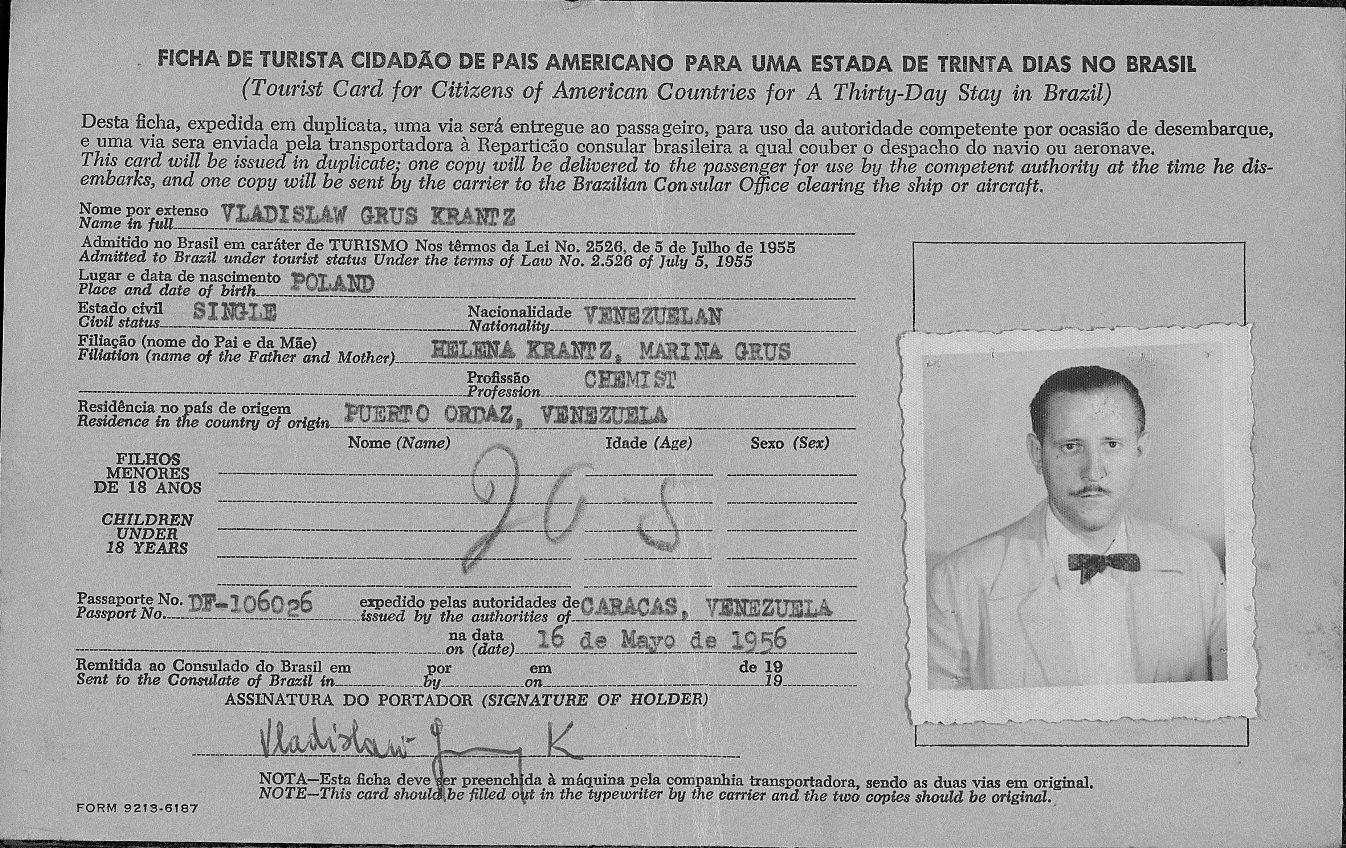 FICHA DE TURISTA CIDADÃO DE PAIS AMERICANO PARA UMA ESTADA DE TRINTA DIAS NO BRASIL
(Tourist Card for Citizens of American Countries for A Thirty-Day Stay in Brazil)
Desta ficha, expedida em duplicata, uma via será entregue ao passageiro, para uso da autoridade competente por ocasião de desembarque,
e uma via sera enviada pela transportadora à Repartición consular brasileira a qual couber o despacho do navio ou aeronave.
This card will be issued in duplicate; one copy will be delivered to the passenger for use by the competent authority at the time he dis-
embarks, and one copy will be sent by the carrier to the Brazilian Consular Office clearing the ship or aircraft.
Nome por extenso VLADISLAW GRUS KRANTZ
Name in full
Admitido no Brasil em caráter de TURISMO Nos têrmos da Lei No. 2526, de 5 de Julho de 1955
Admitted to Brazil under tourist status Under the terms of Law No. 2.526 of July 5, 1955
Lugar e data de nascimento POLAND
Place and date of birth
Estado civil SINGLE Nacionalidade VENEZUELAN
Civil status Nationality
Filiação (nome do Pai e da Mãe) HELENA KRANTZ, MARINA GRUS
Filiation (name of the Father and Mother)
Profissão CHEMIST
Profession
Residência no país de origem PUERTO ORDAZ, VENEZUELA
Residence in the country of origin
Nome (Name) Idade (Age) Sexo (Sex)
FILHOS
MENORES
DE 18 ANOS
CHILDREN
UNDER
18 YEARS
Passaporte No. DF-106026 expedido pelas autoridades de CARACAS, VENEZUELA
Passport No. issued by the authorities of
na data 16 de Mayo de 1956
on (date)
Remitida ao Consulado do Brasil em por em de 19
Sent to the Consulate of Brazil in by on 19
ASSINATURA DO PORTADOR (SIGNATURE OF HOLDER)
Vladislaw G K
NOTA—Esta ficha deve ser preenchida à máquina pela companhia transportadora, sendo as duas vias em original.
NOTE—This card should be filled out in the typewriter by the carrier and the two copies should be original.
FORM 9213-6187